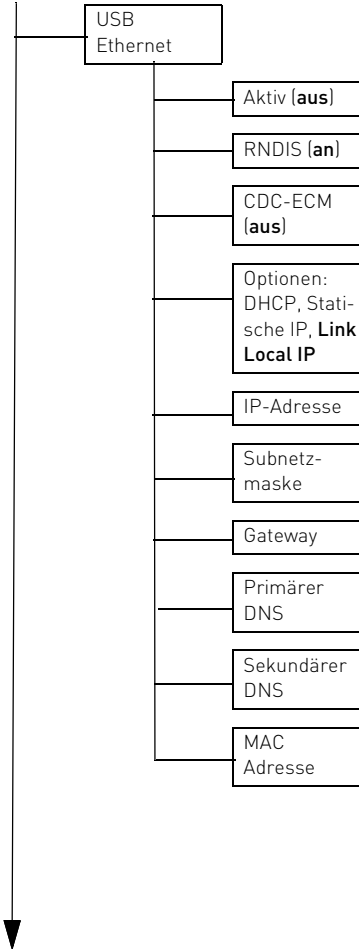 USB
Ethernet
Aktiv (aus)
RNDIS (an)
CDC-ECM
(aus)
Optionen:
DHCP, Stati-
sche IP, Link
Local IP
IP-Adresse
Subnetz-
maske
Gateway
Primärer
DNS
Sekundärer
DNS
MAC
Adresse